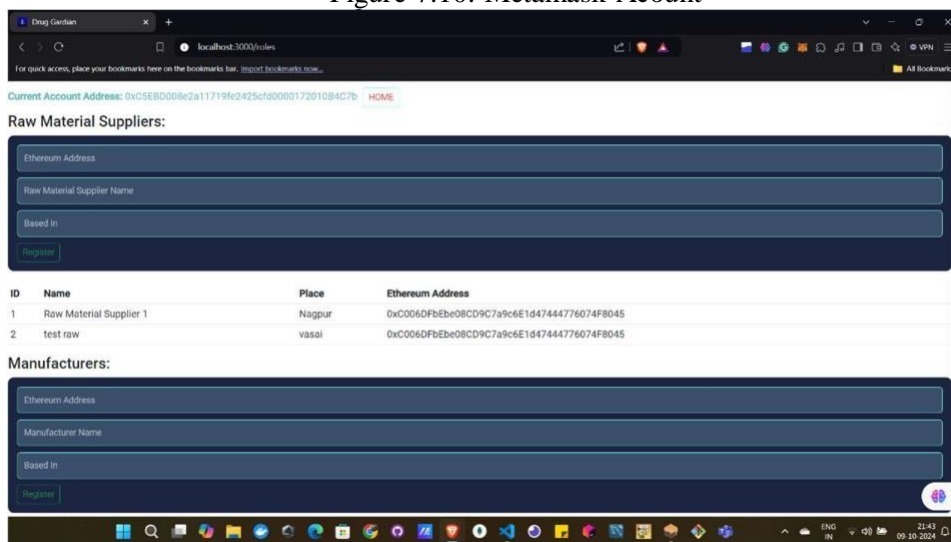 Figure 7.10: Metamask Acount
Drug Gardian
localhost:3000/roles
VPN
For quick access, place your bookmarks here on the bookmarks bar. Import bookmarks now...
All Bookmark
Current Account Address: 0xC5EBD008e2a11719fe2425cfd0000172010B4C7b HOME
Raw Material Suppliers:
Ethereum Address
Raw Material Supplier Name
Based In
Register
ID Name Place Ethereum Address
1 Raw Material Supplier 1 Nagpur 0xC006DFbEbe08CD9C7a9c6E1d47444776074F8045
2 test raw vasai 0xC006DFbEbe08CD9C7a9c6E1d47444776074F8045
Manufacturers:
Ethereum Address
Manufacturer Name
Based In
Register
ENG 21:43
IN 09-10-2024